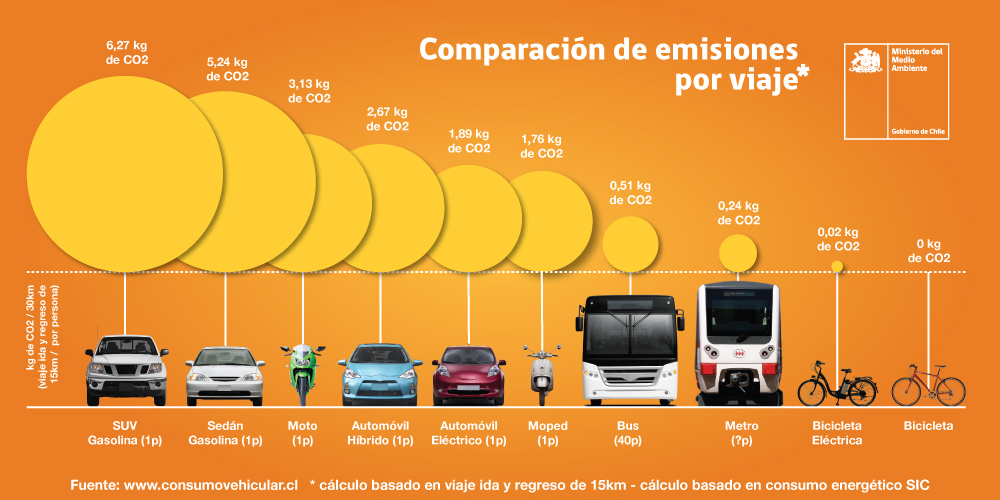 Comparación de emisiones
por viaje*
Ministerio del
Medio
Ambiente
Gobierno de Chile
6,27 kg
de CO2
5,24 kg
de CO2
3,13 kg
de CO2
2,67 kg
de CO2
1,89 kg
de CO2
1,76 kg
de CO2
0,51 kg
de CO2
0,24 kg
de CO2
0,02 kg
de CO2
0 kg
de CO2
kg de CO2 / 30km
(viaje ida y regreso de
15km / por persona)
SUV
Gasolina (1p)
Sedán
Gasolina (1p)
Moto
(1p)
Automóvil
Híbrido (1p)
Automóvil
Eléctrico (1p)
Moped
(1p)
Bus
(40p)
Metro
(?p)
Bicicleta
Eléctrica
Bicicleta
Fuente: www.consumovehicular.cl * cálculo basado en viaje ida y regreso de 15km - cálculo basado en consumo energético SIC